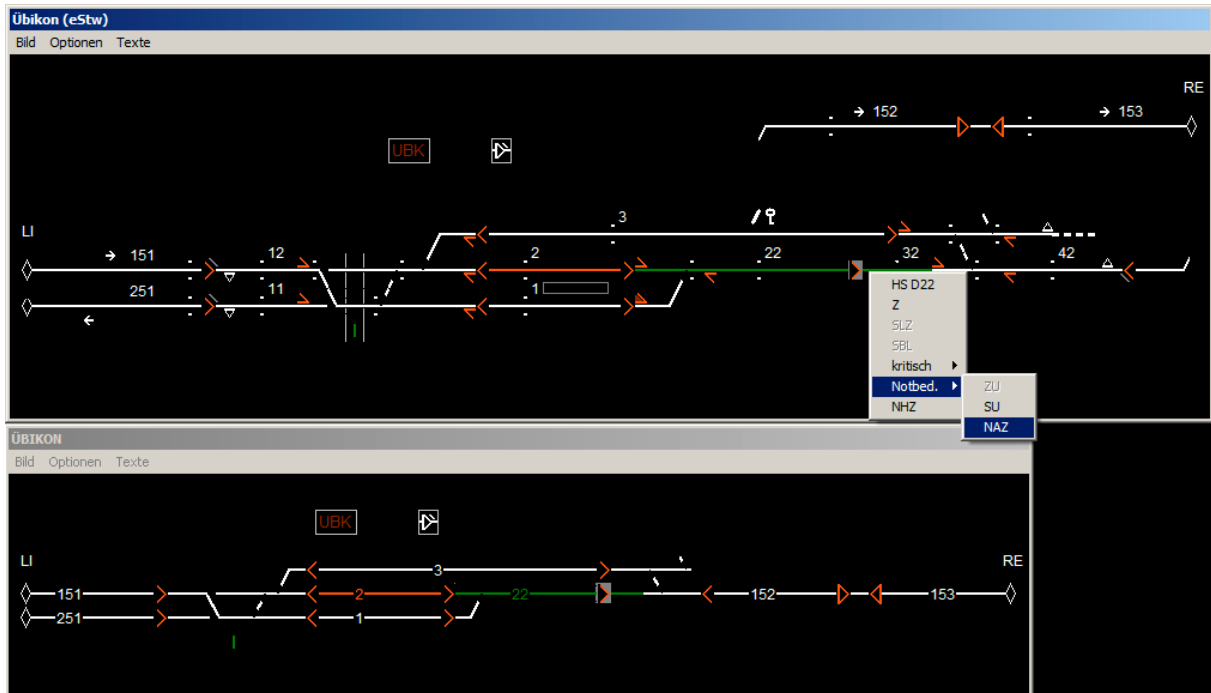 Übikon (eStw)
Bild Optionen Texte
RE
152 153
UBK
3
LI
151 12 2 22 32 42
251 11 1
HS D22
Z
SLZ
SBL
kritisch
Notbed. ZU
NHZ SU
NAZ
ÜBIKON
Bild Optionen Texte
UBK
LI RE
3
151 2 22 152 153
251 1